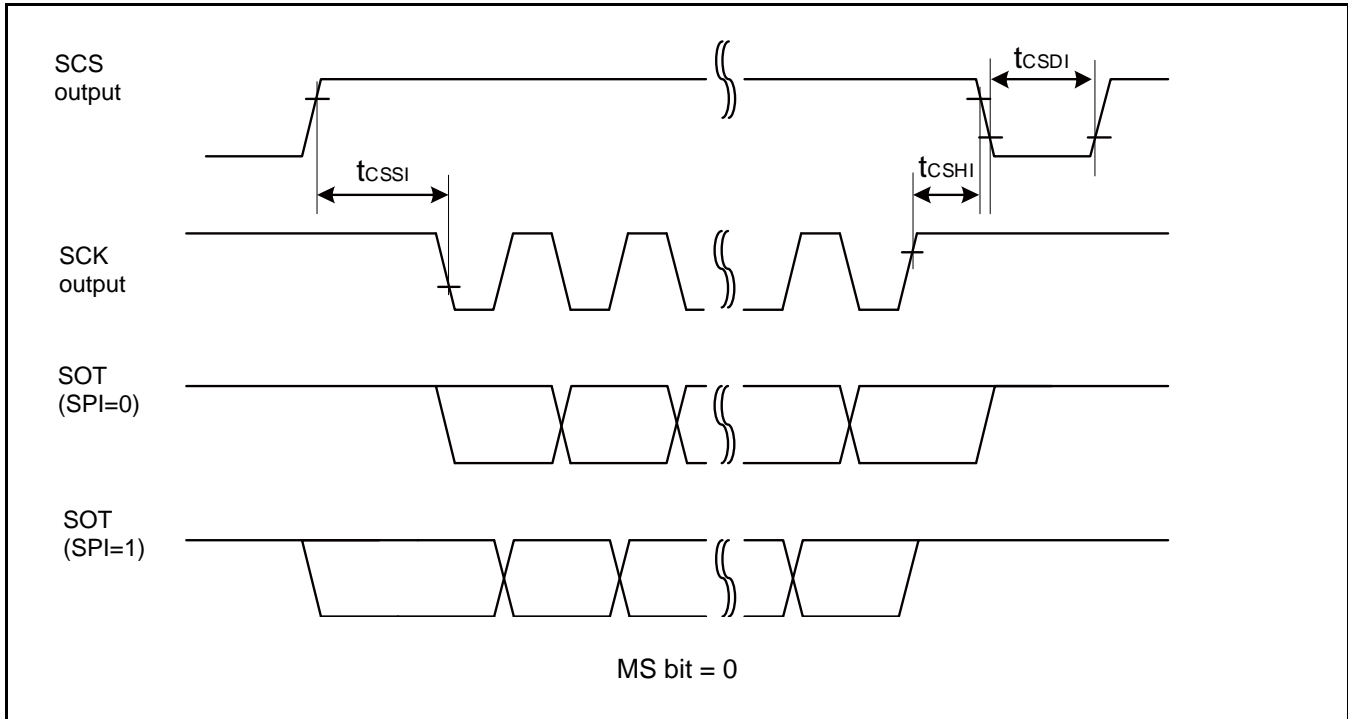 SCS
output
tCSDI
tCSSI
tCSHI
SCK
output
SOT
(SPI=0)
SOT
(SPI=1)
MS bit = 0